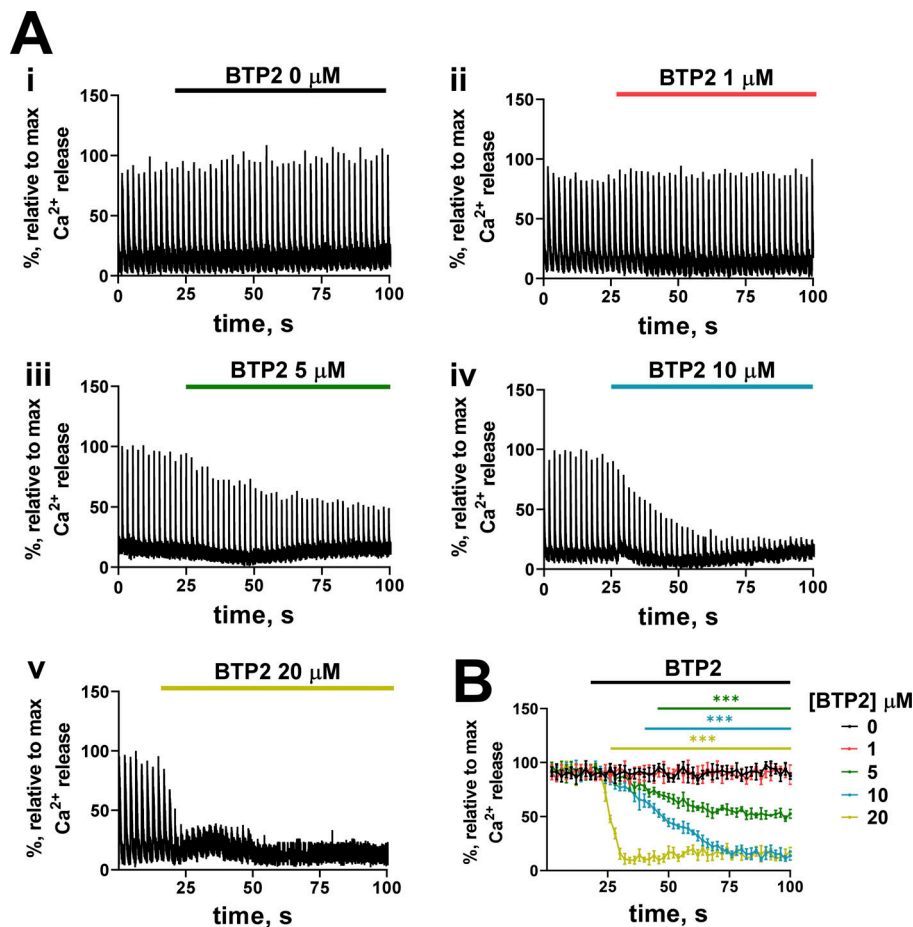 A
i
BTP2 0 μM
%, relative to max
Ca2+ release
150
100
50
0
0 25 50 75 100
time, s
ii
BTP2 1 μM
%, relative to max
Ca2+ release
150
100
50
0
0 25 50 75 100
time, s
iii
BTP2 5 μM
%, relative to max
Ca2+ release
150
100
50
0
0 25 50 75 100
time, s
iv
BTP2 10 μM
%, relative to max
Ca2+ release
150
100
50
0
0 25 50 75 100
time, s
v
BTP2 20 μM
%, relative to max
Ca2+ release
150
100
50
0
0 25 50 75 100
time, s
B
BTP2
***
***
***
%, relative to max
Ca2+ release
150
100
50
0
25 50 75 100
time, s
[BTP2] μM
0
1
5
10
20